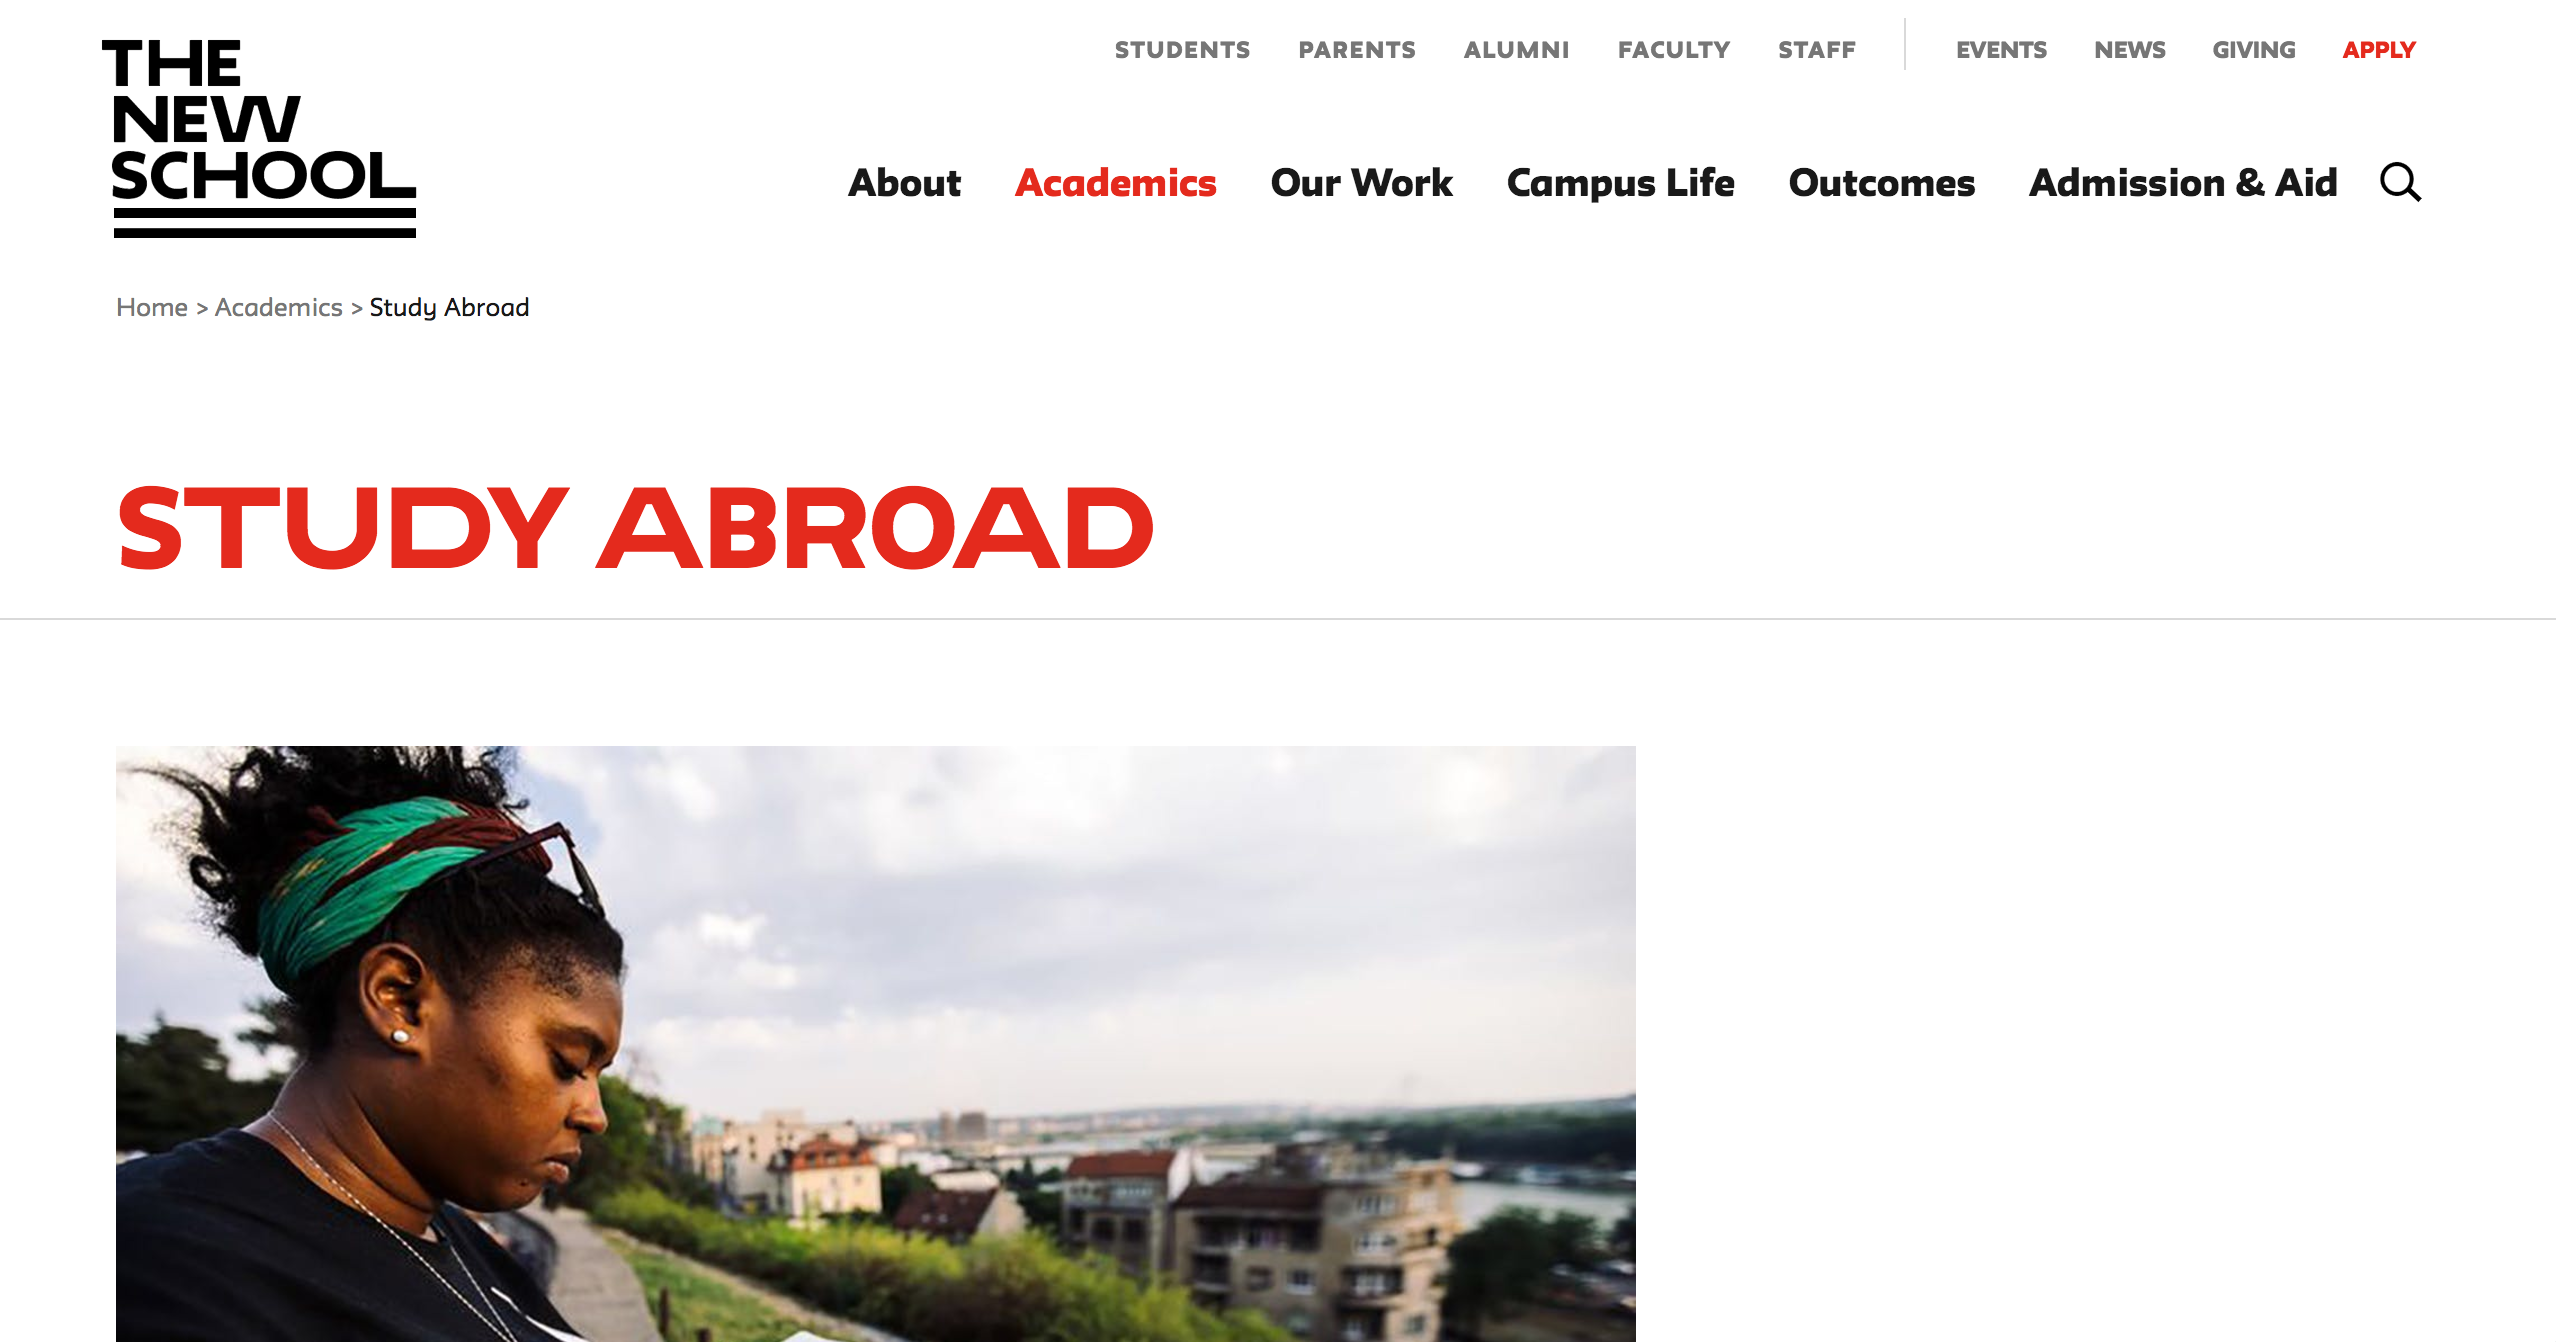 THE
NEW
SCHOOL
STUDENTS PARENTS ALUMNI FACULTY STAFF EVENTS NEWS GIVING APPLY
About Academics Our Work Campus Life Outcomes Admission & Aid
Home > Academics > Study Abroad
STUDY ABROAD